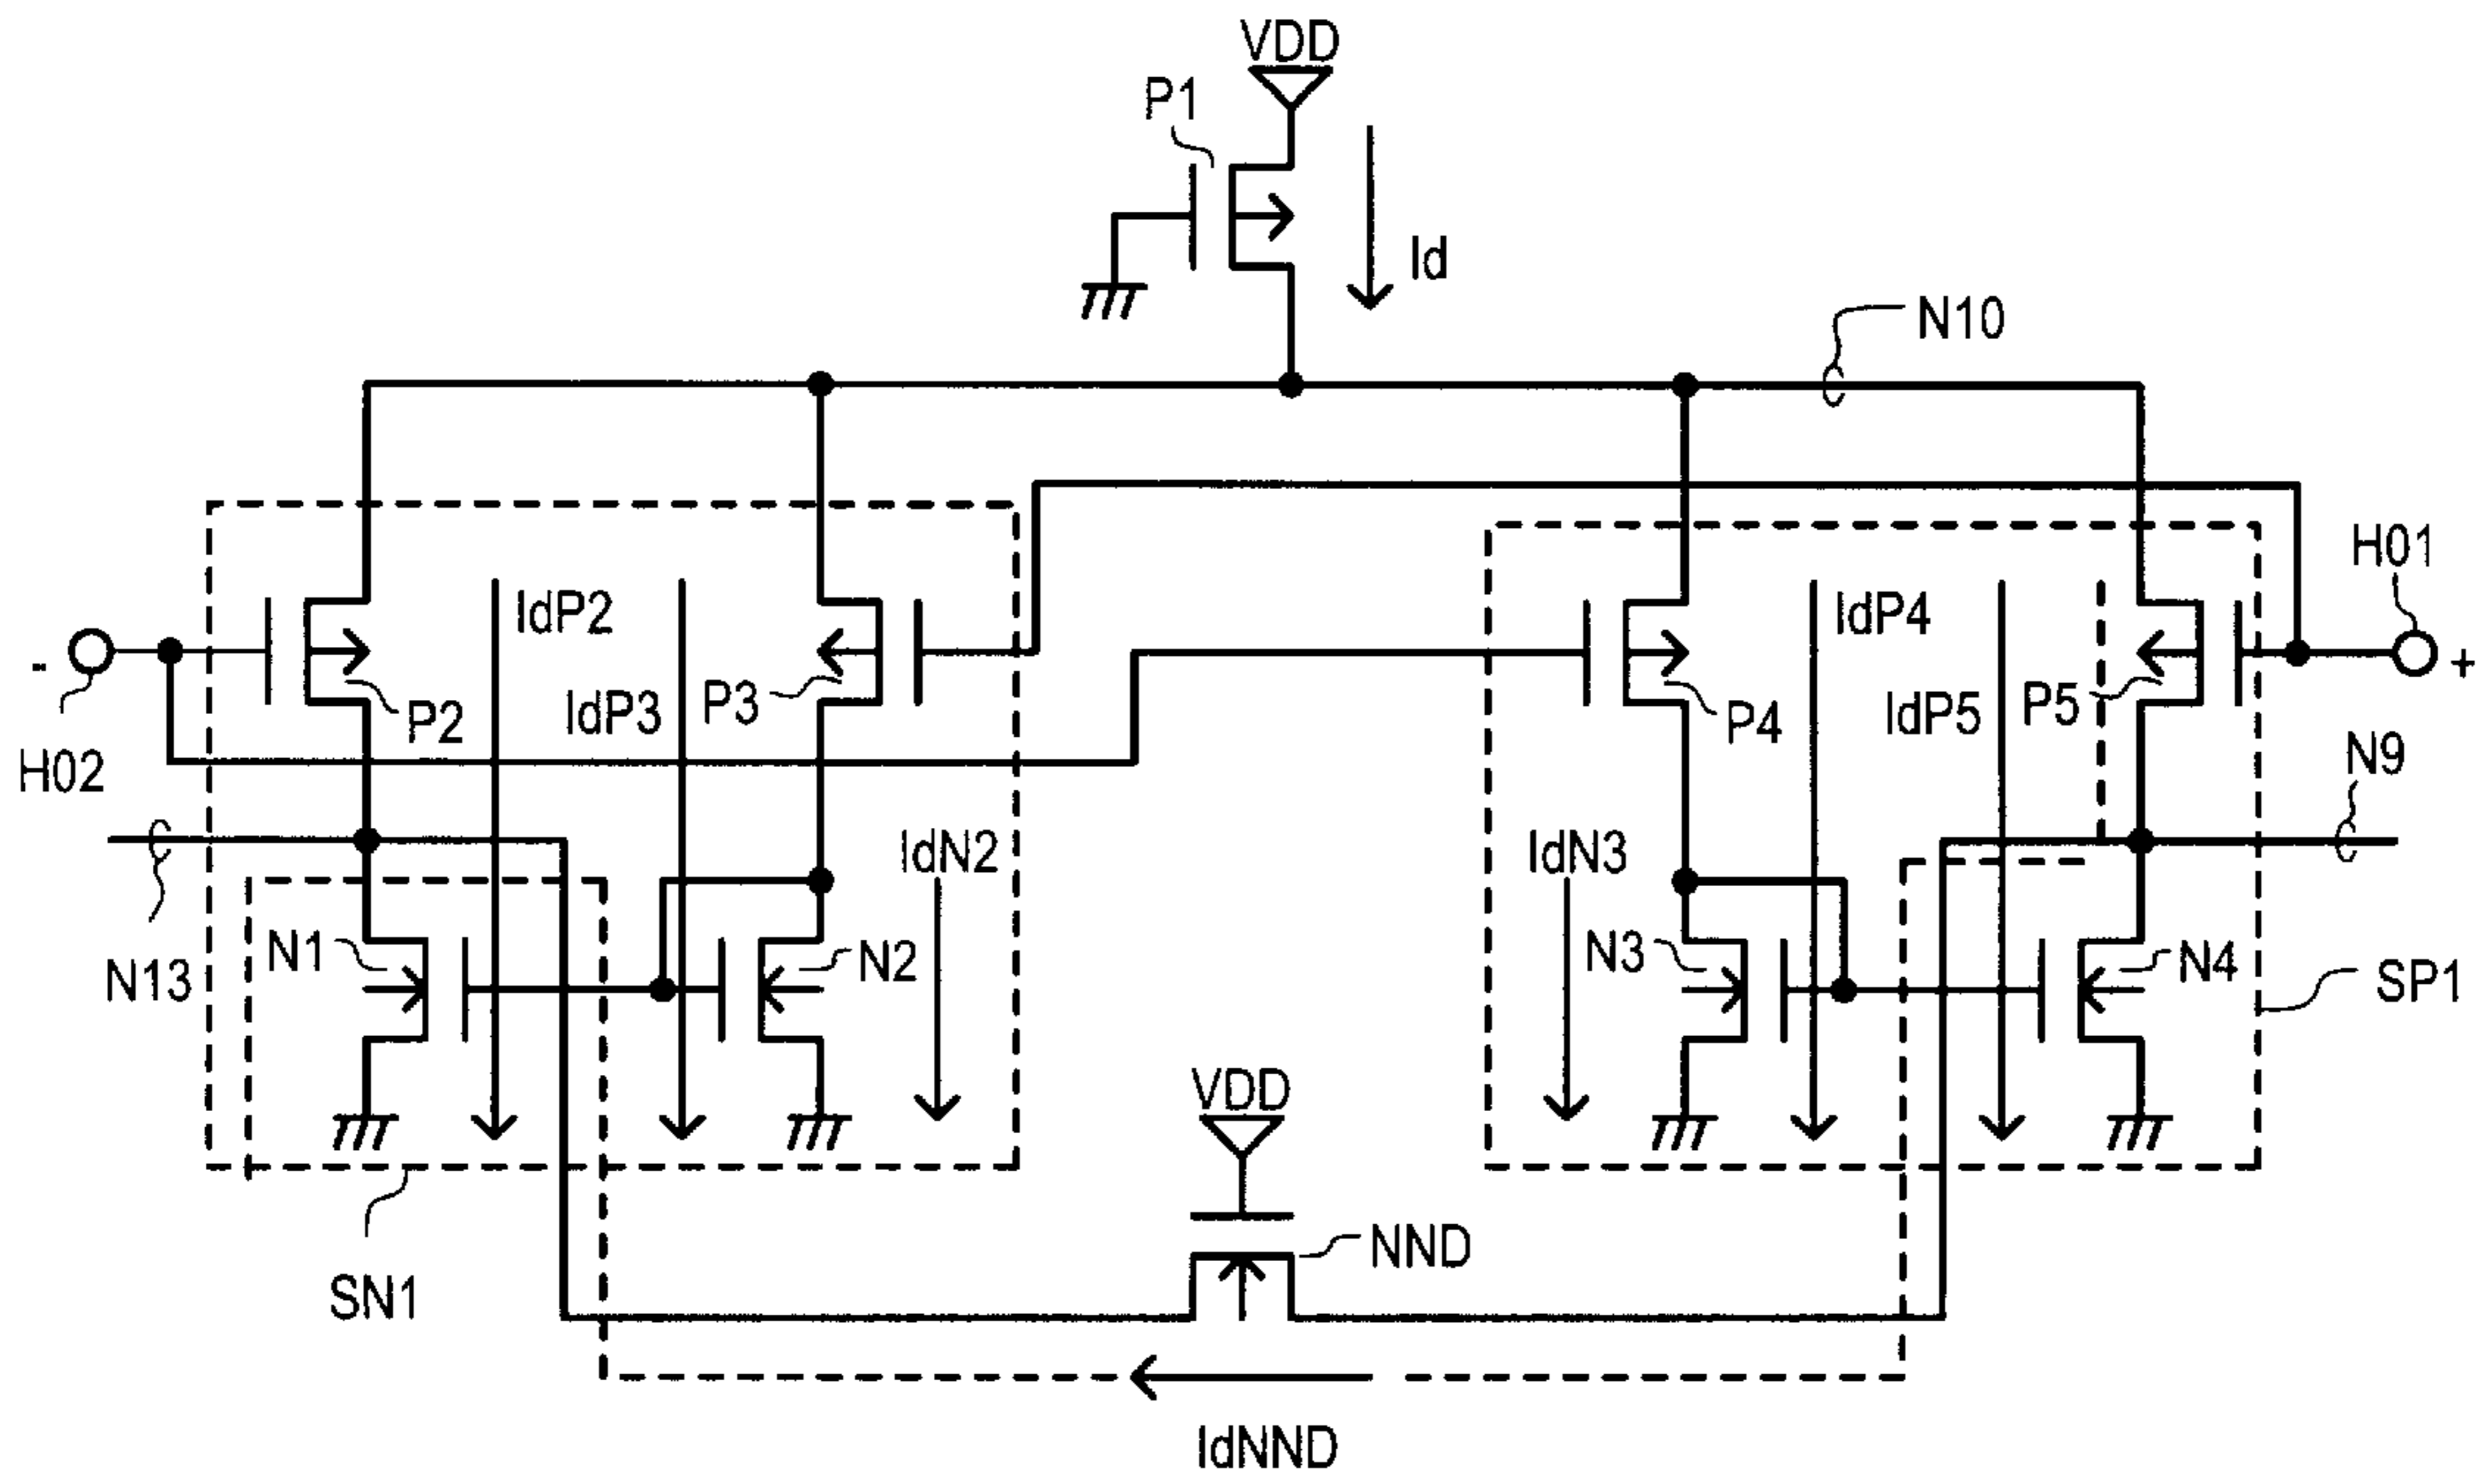 VDD
P1
Id
N10
H01
IdP2
IdP4
-
+
IdP3
P3
IdP5
P5
P2
P4
H02
N9
IdN2
IdN3
N1
N2
N3
N4
N13
SP1
VDD
NND
SN1
IdNND